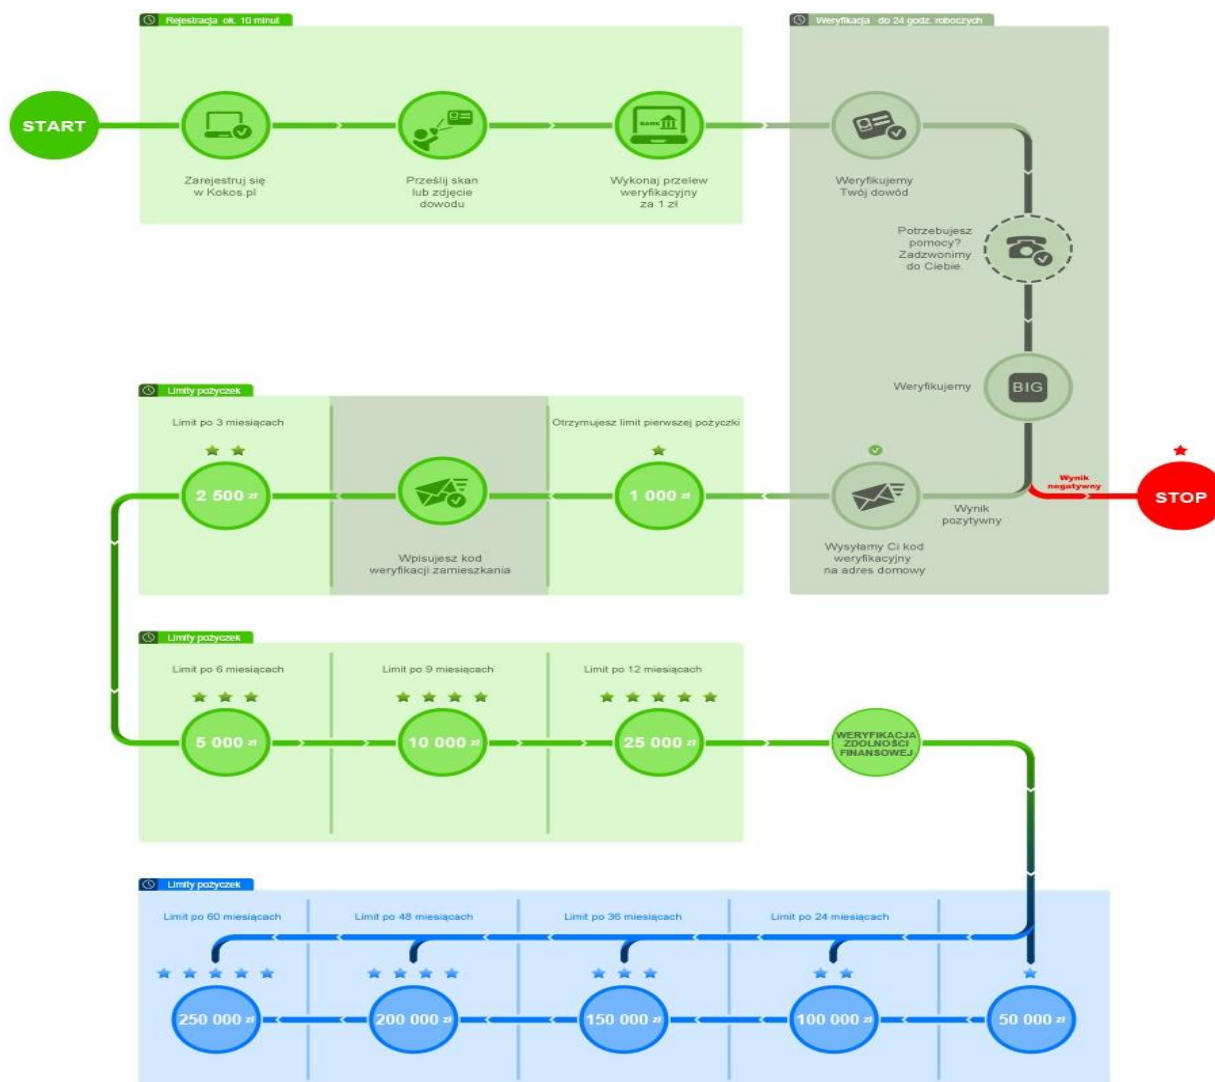 Rejestracja ok. 10 minut
Weryfikacja do 24 godz. roboczych
START
BANK
Zarejestruj się
w Kokos.pl
Prześlij skan
lub zdjęcie
dowodu
Wykonaj przelew
weryfikacyjny
za 1 zł
Weryfikujemy
Twój dowód
Potrzebujesz
pomocy?
Zadzwonimy
do Ciebie.
Weryfikujemy
BIG
Limity pożyczek
Limit po 3 miesiącach
Otrzymujesz limit pierwszej pożyczki
2 500 zł
1 000 zł
Wpisujesz kod
weryfikacji zamieszkania
Wysyłamy Ci kod
weryfikacyjny
na adres domowy
Wynik
pozytywny
Wynik
negatywny
STOP
Limity pożyczek
Limit po 6 miesiącach
Limit po 9 miesiącach
Limit po 12 miesiącach
5 000 zł
10 000 zł
25 000 zł
WERYFIKACJA
ZDOLNOŚCI
FINANSOWEJ
Limity pożyczek
Limit po 60 miesiącach
Limit po 48 miesiącach
Limit po 36 miesiącach
Limit po 24 miesiącach
250 000 zł
200 000 zł
150 000 zł
100 000 zł
50 000 zł